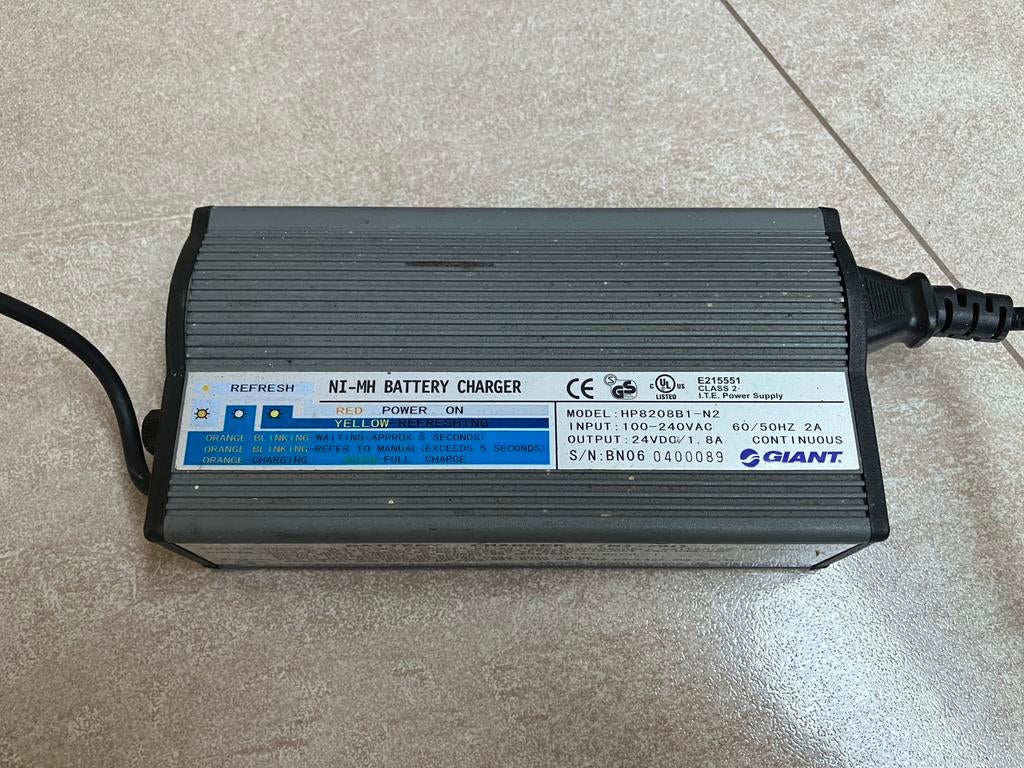 REFRESH
NI-MH BATTERY CHARGER
RED POWER ON
YELLOW-REFRESHING
ORANGE BLINKING-WAITING(APPROX 5 SECONDS)
ORANGE BLINKING-REFER TO MANUAL(EXCEEDS 5 SECONDS)
ORANGE-CHARGING GREEN-FULL CHARGE
CE
S GS
c UL US
LISTED
E215551
CLASS 2
I.T.E. Power Supply
MODEL:HP8208B1-N2
INPUT:100-240VAC 60/50HZ 2A
OUTPUT:24VDC/1.8A CONTINUOUS
S/N:BN06 0400089
GIANT